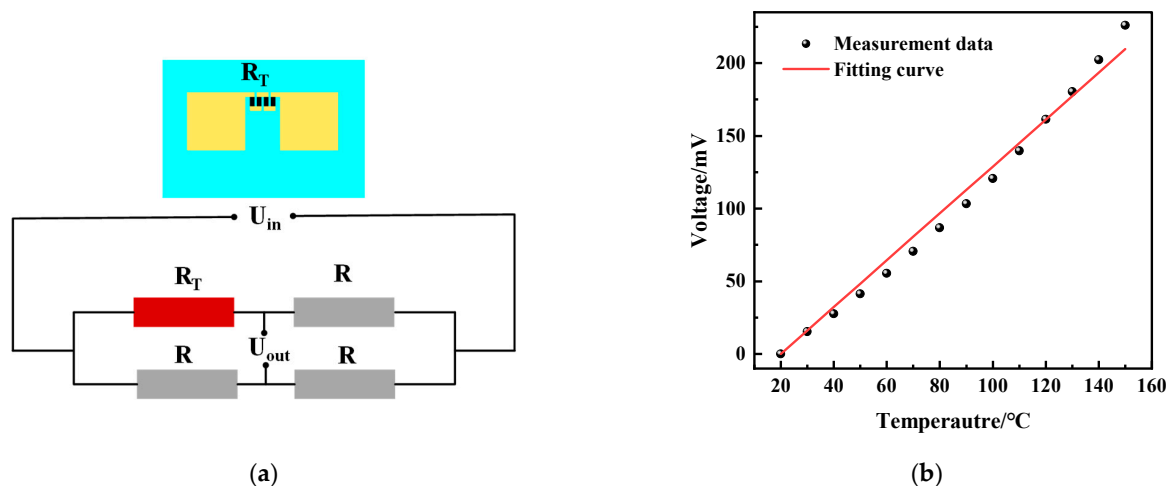 R_T
U_in
R_T
R
U_out
R
R
(a)
Measurement data
Fitting curve
Voltage/mV
200
150
100
50
0
20
40
60
80
100
120
140
160
Temperautre/°C
(b)